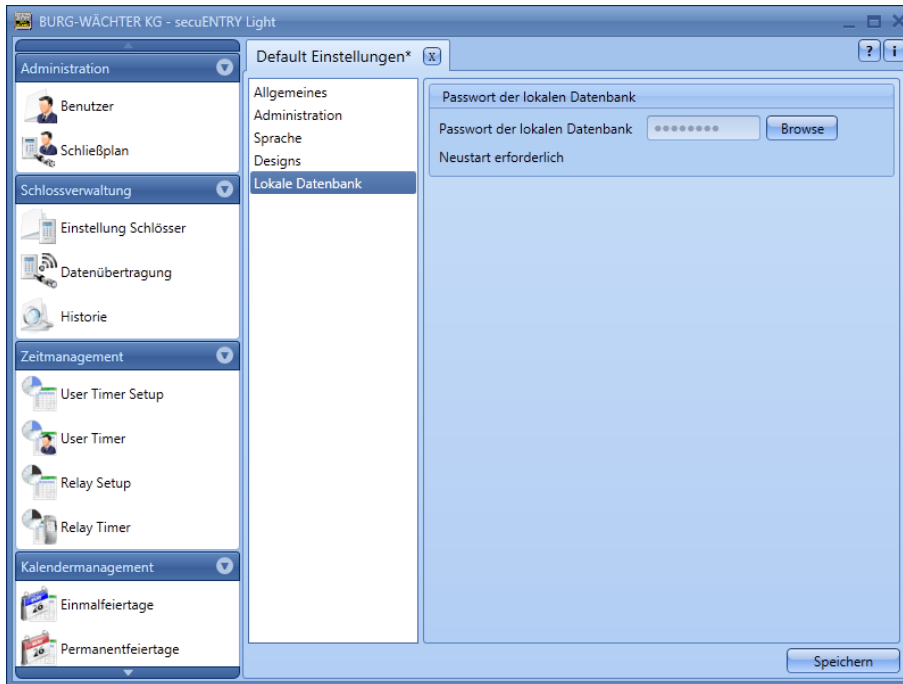 BURG-WÄCHTER KG - secuENTRY Light
Administration
Benutzer
Schließplan
Schlossverwaltung
Einstellung Schlösser
Datenübertragung
Historie
Zeitmanagement
User Timer Setup
User Timer
Relay Setup
Relay Timer
Kalendermanagement
Einmalfeiertage
Permanentfeiertage
Default Einstellungen* x
? i
Allgemeines
Administration
Sprache
Designs
Lokale Datenbank
Passwort der lokalen Datenbank
Passwort der lokalen Datenbank ●●●●●●●● Browse
Neustart erforderlich
Speichern